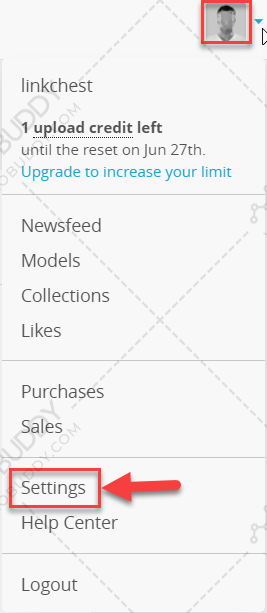 linkchest
1 upload credit left
until the reset on Jun 27th.
Upgrade to increase your limit
Newsfeed
Models
Collections
Likes
Purchases
Sales
Settings
Help Center
Logout